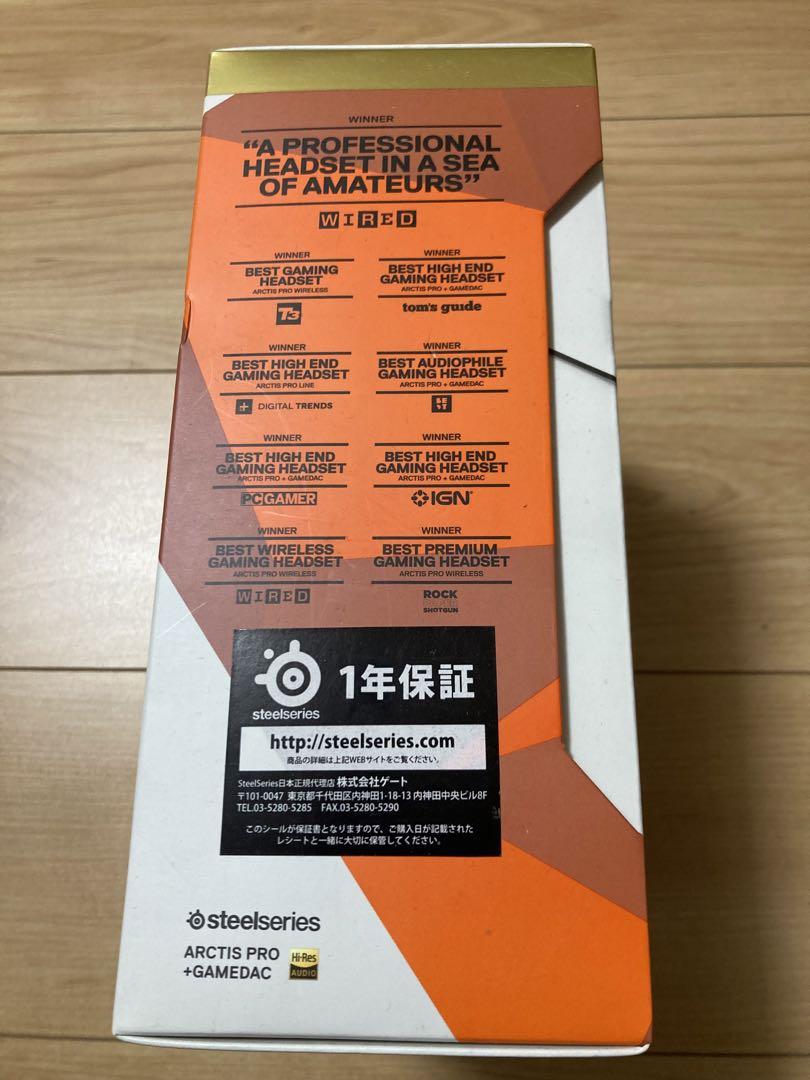 WINNER
“A PROFESSIONAL
HEADSET IN A SEA
OF AMATEURS”
WIRED
WINNER
BEST GAMING
HEADSET
ARCTIS PRO WIRELESS
T3
WINNER
BEST HIGH END
GAMING HEADSET
ARCTIS PRO + GAMEDAC
tom's guide
WINNER
BEST HIGH END
GAMING HEADSET
ARCTIS PRO LINE
DIGITAL TRENDS
WINNER
BEST AUDIOPHILE
GAMING HEADSET
ARCTIS PRO + GAMEDAC
WINNER
BEST HIGH END
GAMING HEADSET
ARCTIS PRO + GAMEDAC
PCGAMER
WINNER
BEST HIGH END
GAMING HEADSET
ARCTIS PRO + GAMEDAC
IGN
WINNER
BEST WIRELESS
GAMING HEADSET
ARCTIS PRO WIRELESS
WIRED
WINNER
BEST PREMIUM
GAMING HEADSET
ARCTIS PRO WIRELESS
ROCK
SHOTGUN
steelseries
1年保証
http://steelseries.com
商品の詳細は上記WEBサイトをご覧ください。
SteelSeries日本正規代理店 株式会社ゲート
〒101-0047 東京都千代田区内神田1-18-13 内神田中央ビル8F
TEL.03-5280-5285 FAX.03-5280-5290
このシールが保証書となりますので、ご購入日が記載された
レシートと一緒に大切に保管してください。
steelseries
ARCTIS PRO
+GAMEDAC
Hi-Res
AUDIO